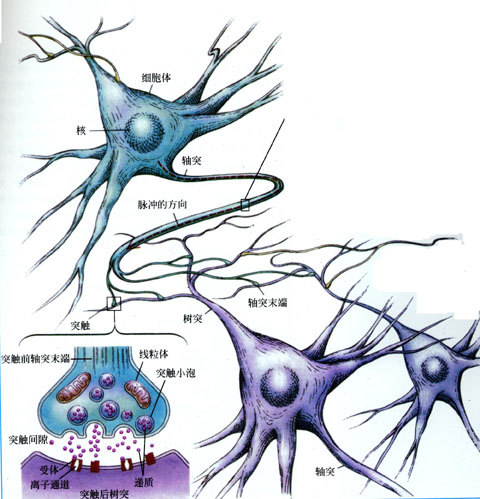 细胞体
核
轴突
脉冲的方向
轴突末端
树突
突触
突触前轴突末端
线粒体
突触小泡
突触间隙
受体
离子通道
递质
突触后树突
轴突